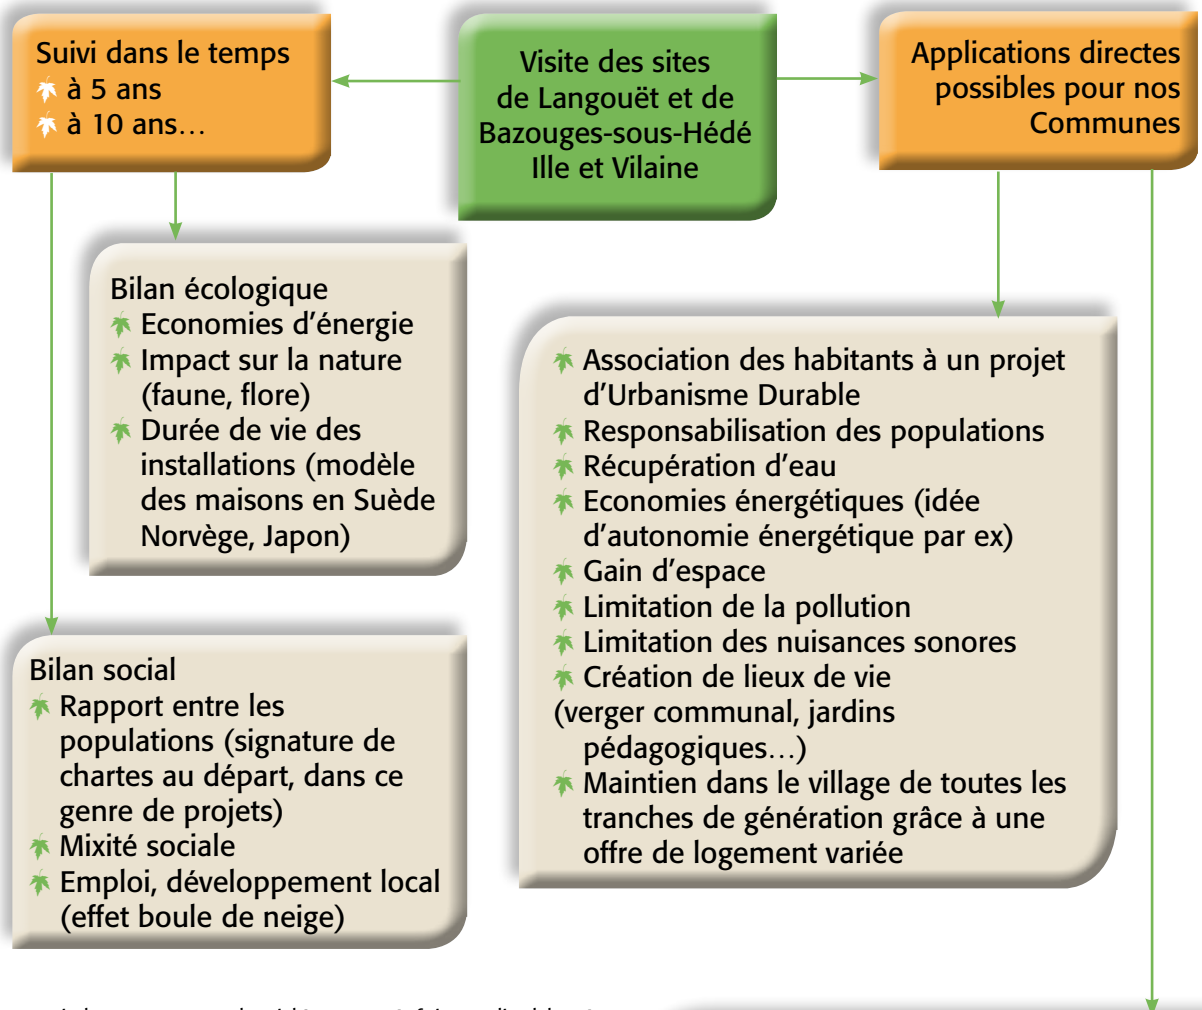 Suivi dans le temps
à 5 ans
à 10 ans…
Visite des sites
de Langouët et de
Bazouges-sous-Hédé
Ille et Vilaine
Applications directes
possibles pour nos
Communes
Bilan écologique
Economies d'énergie
Impact sur la nature
(faune, flore)
Durée de vie des
installations (modèle
des maisons en Suède
Norvège, Japon)
Bilan social
Rapport entre les
populations (signature de
chartes au départ, dans ce
genre de projets)
Mixité sociale
Emploi, développement local
(effet boule de neige)
Association des habitants à un projet
d'Urbanisme Durable
Responsabilisation des populations
Récupération d'eau
Economies énergétiques (idée
d'autonomie énergétique par ex)
Gain d'espace
Limitation de la pollution
Limitation des nuisances sonores
Création de lieux de vie
(verger communal, jardins
pédagogiques…)
Maintien dans le village de toutes les
tranches de génération grâce à une
offre de logement variée